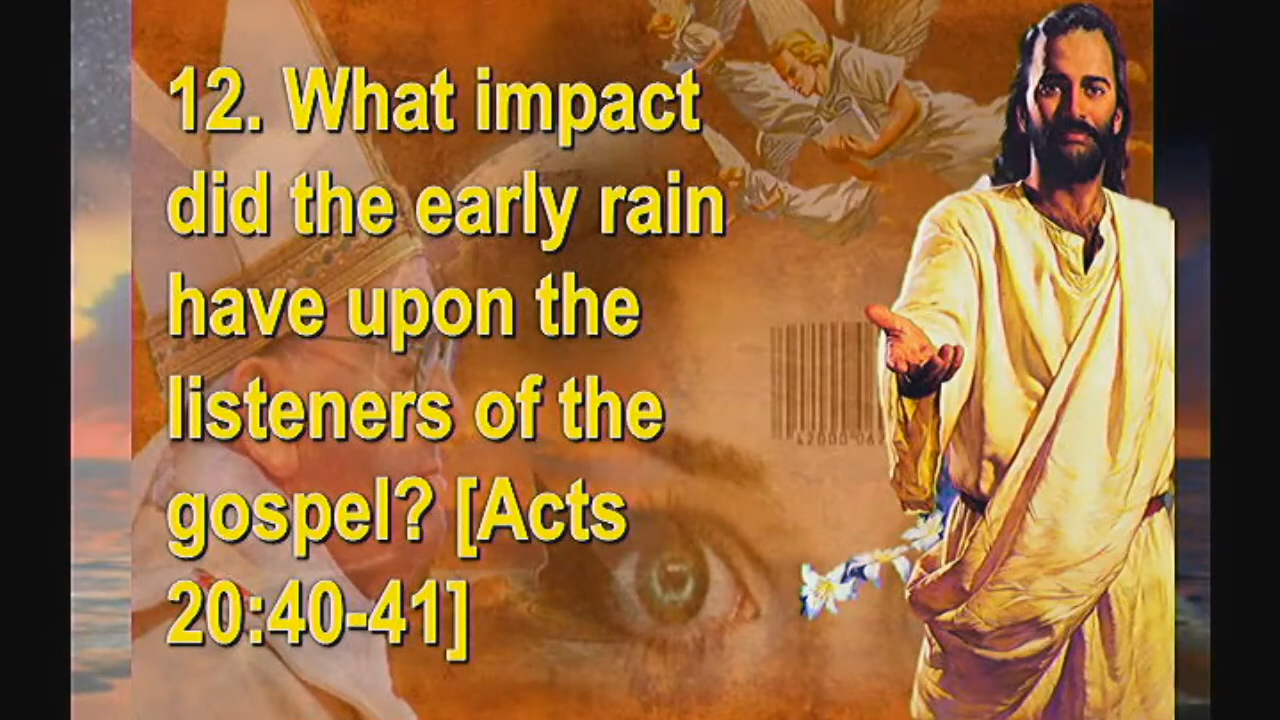 12. What impact
did the early rain
have upon the
listeners of the
gospel? [Acts
20:40-41]